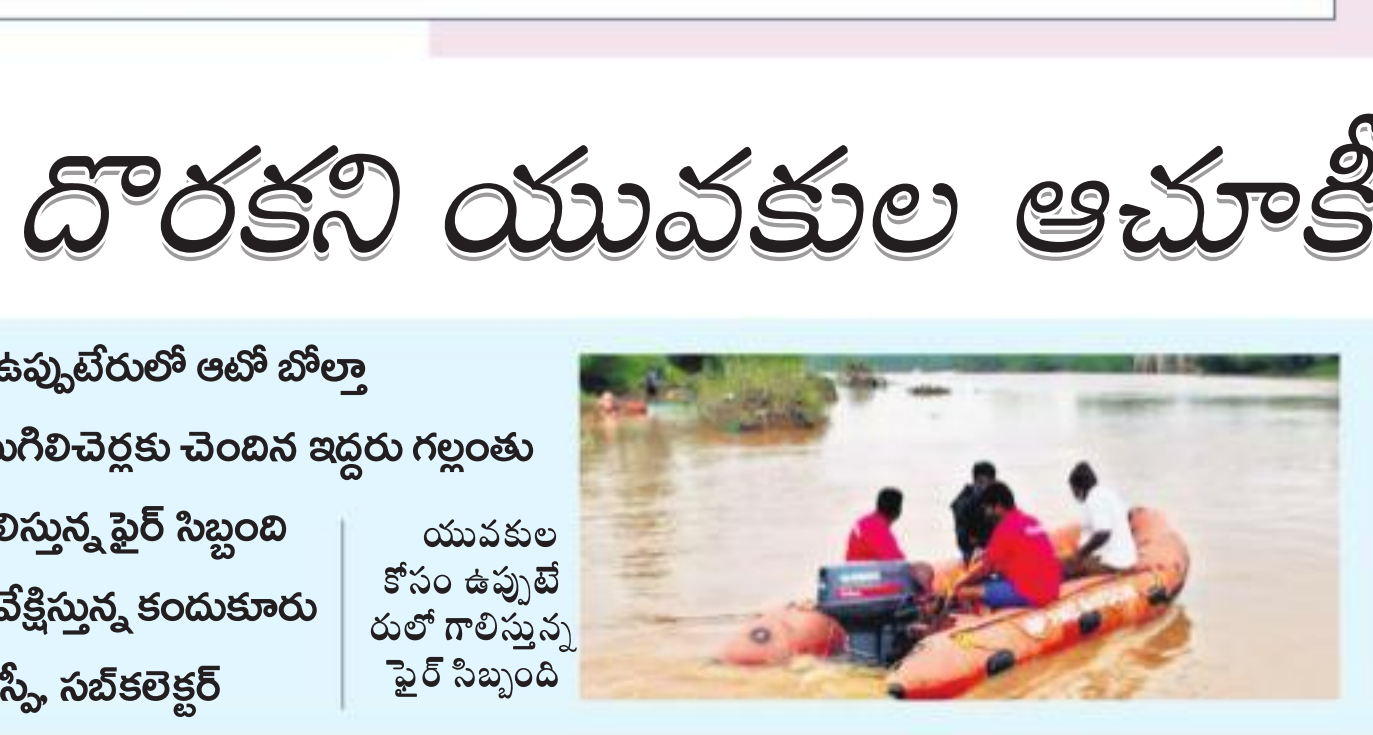 దొరకని యువకుల ఆచూకీ
ఉప్పుటేరులో ఆటో బోల్తా
చెందిన ఇద్దరు గల్లంతు
ఫైర్ సిబ్బంది
కందుకూరు
సబ్‌కలెక్టర్
యువకుల
కోసం ఉప్పుటే
రులో గాలిస్తున్న
ఫైర్ సిబ్బంది